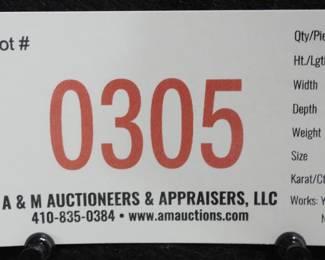 ot #
0305
A & M AUCTIONEERS & APPRAISERS, LLC
410-835-0384 • www.amauctions.com
Qty/Pie
Ht./Lgt
Width
Depth
Weight
Size
Karat/Ct
Works: Y
N